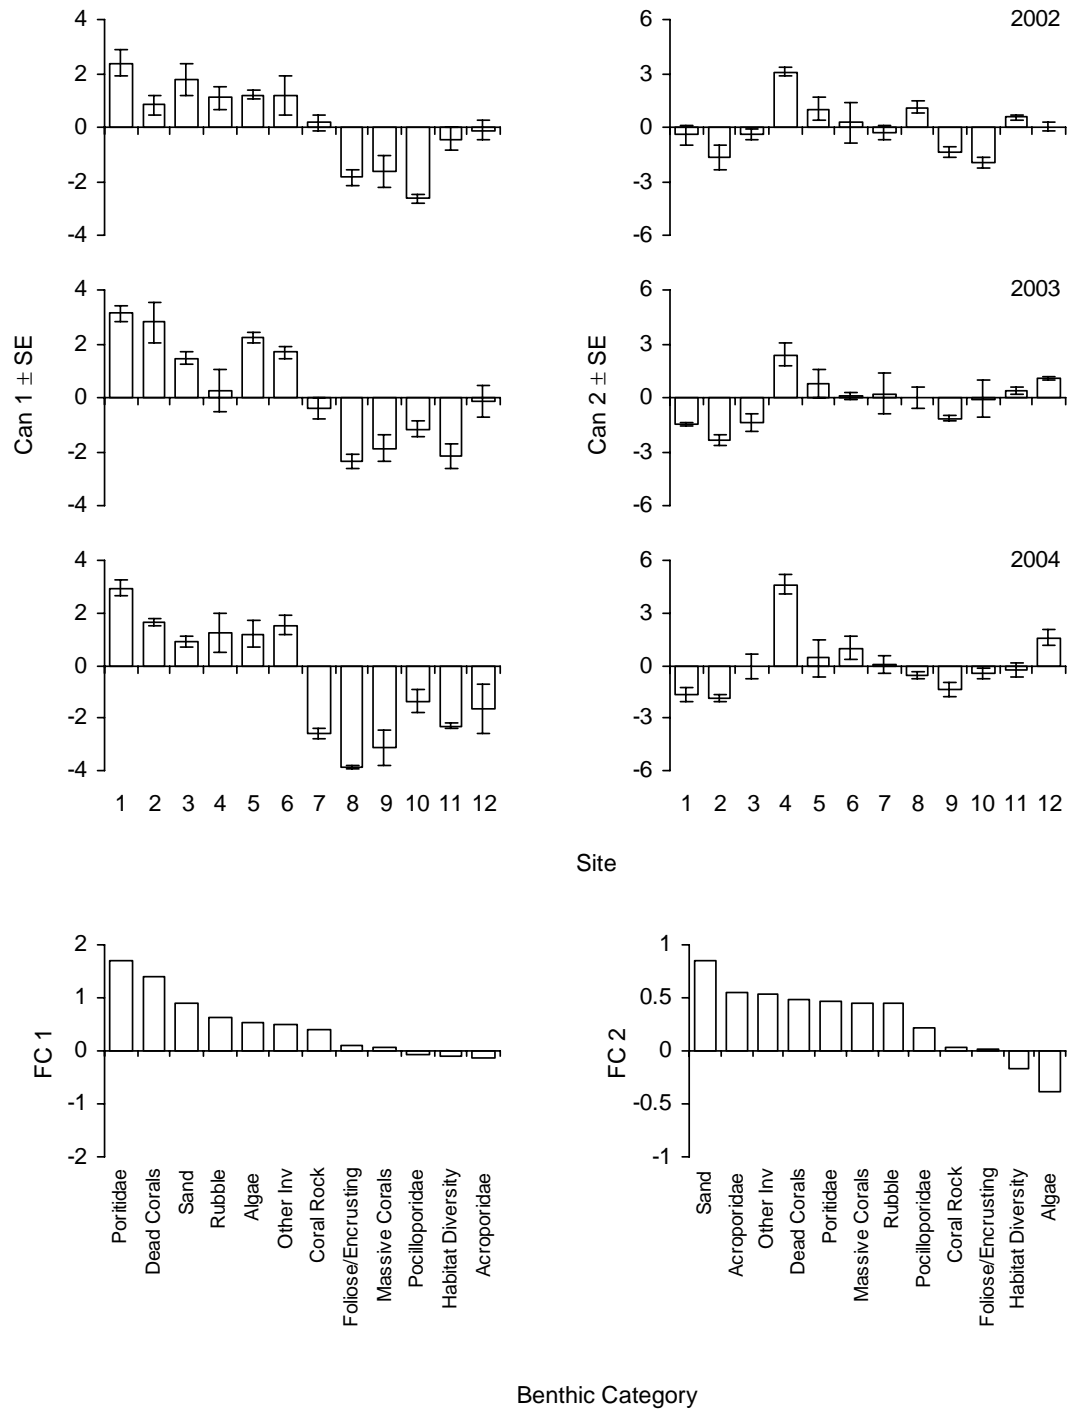 4
2
0
-2
-4
6
3
0
-3
-6
2002
4
2
0
-2
-4
Can 1 ± SE
6
3
0
-3
-6
Can 2 ± SE
2003
4
2
0
-2
-4
1 2 3 4 5 6 7 8 9 10 11 12
6
3
0
-3
-6
2004
1 2 3 4 5 6 7 8 9 10 11 12
Site
2
1
0
-1
-2
FC 1
Poritidae
Dead Corals
Sand
Rubble
Algae
Other Inv
Coral Rock
Foliose/Encrusting
Massive Corals
Pocilloporidae
Habitat Diversity
Acroporidae
1
0.5
0
-0.5
-1
FC 2
Sand
Acroporidae
Other Inv
Dead Corals
Poritidae
Massive Corals
Rubble
Pocilloporidae
Coral Rock
Foliose/Encrusting
Habitat Diversity
Algae
Benthic Category